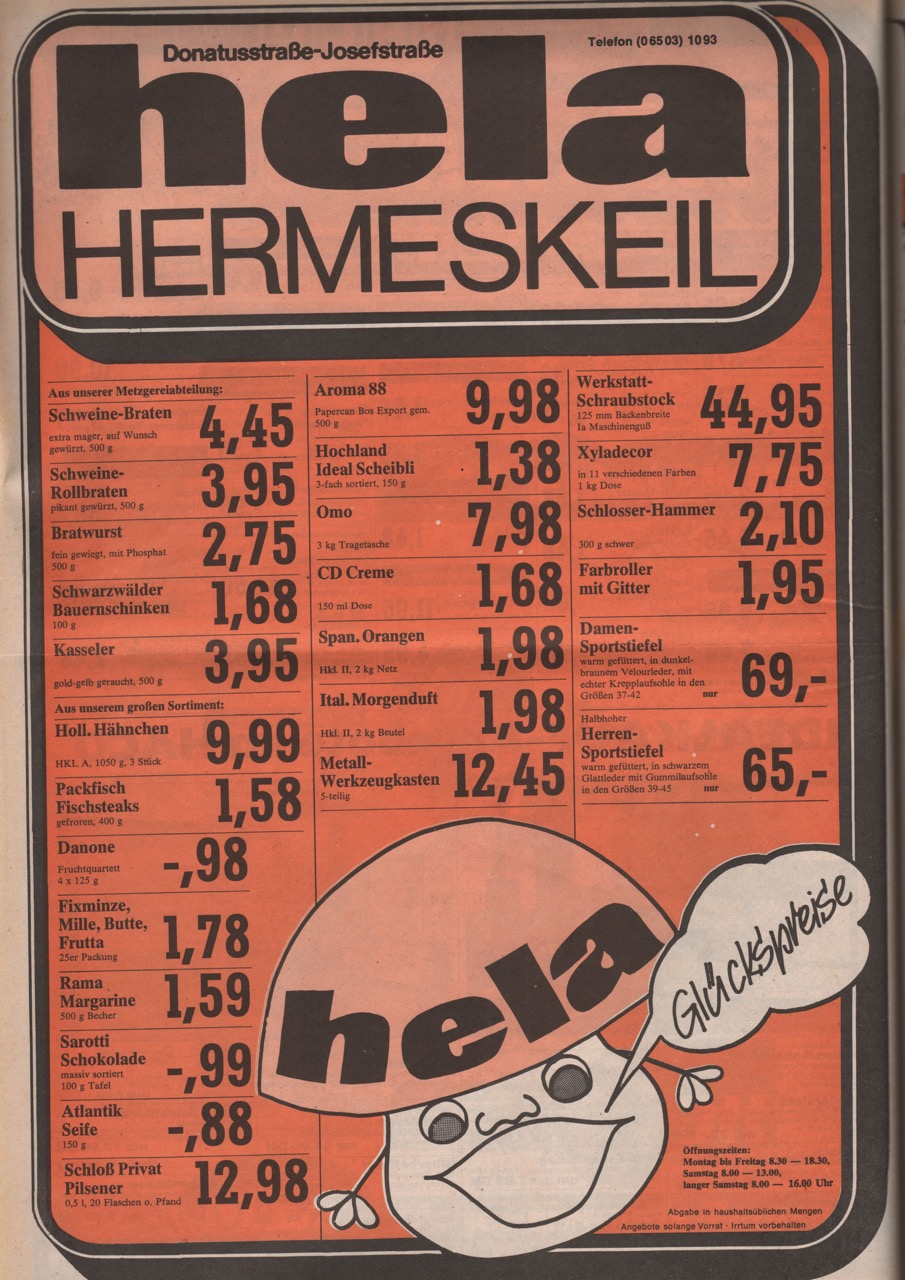 Donatusstraße-Josefstraße
Telefon (06503) 1093
hela
HERMESKEIL
Aus unserer Metzgereiabteilung:
Schweine-Braten
extra mager, auf Wunsch
gewürzt, 500 g
4,45
Schweine-
Rollbraten
pikant gewürzt, 500 g
3,95
Bratwurst
fein gewiegt, mit Phosphat
500 g
2,75
Schwarzwälder
Bauernschinken
100 g
1,68
Kasseler
gold-gelb geraucht, 500 g
3,95
Aus unserem großen Sortiment:
Holl. Hähnchen
HKL A, 1050 g, 3 Stück
9,99
Packfisch
Fischsteaks
gefroren, 400 g
1,58
Danone
Fruchtquartett
4 x 125 g
-,98
Fixminze,
Mille, Butte,
Frutta
25er Packung
1,78
Rama
Margarine
500 g Becher
1,59
Sarotti
Schokolade
massiv sortiert
100 g Tafel
-,99
Atlantik
Seife
150 g
-,88
Schloß Privat
Pilsener
0,5 l, 20 Flaschen o. Pfand
12,98
Aroma 88
Papercan Bos Export gem.
500 g
9,98
Hochland
Ideal Scheibli
3-fach sortiert, 150 g
1,38
Omo
3 kg Tragetasche
7,98
CD Creme
150 ml Dose
1,68
Span. Orangen
Hkl. II, 2 kg Netz
1,98
Ital. Morgenduft
Hkl. II, 2 kg Beutel
1,98
Metall-
Werkzeugkasten
5-teilig
12,45
Werkstatt-
Schraubstock
125 mm Backenbreite
Ia Maschinenguß
44,95
Xyladecor
in 11 verschiedenen Farben
1 kg Dose
7,75
Schlosser-Hammer
300 g schwer
2,10
Farbroller
mit Gitter
1,95
Damen-
Sportstiefel
warm gefüttert, in dunkel-
braunem Velourleder, mit
echter Krepplaufsohle in den
Größen 37-42 nur
69,-
Halbhoher
Herren-
Sportstiefel
warm gefüttert, in schwarzem
Glattleder mit Gummilaufsohle
in den Größen 39-45 nur
65,-
hela
Glückspreise
Öffnungszeiten:
Montag bis Freitag 8.30 — 18.30,
Samstag 8.00 — 13.00,
langer Samstag 8.00 — 16.00 Uhr
Abgabe in haushaltsüblichen Mengen
Angebote solange Vorrat · Irrtum vorbehalten